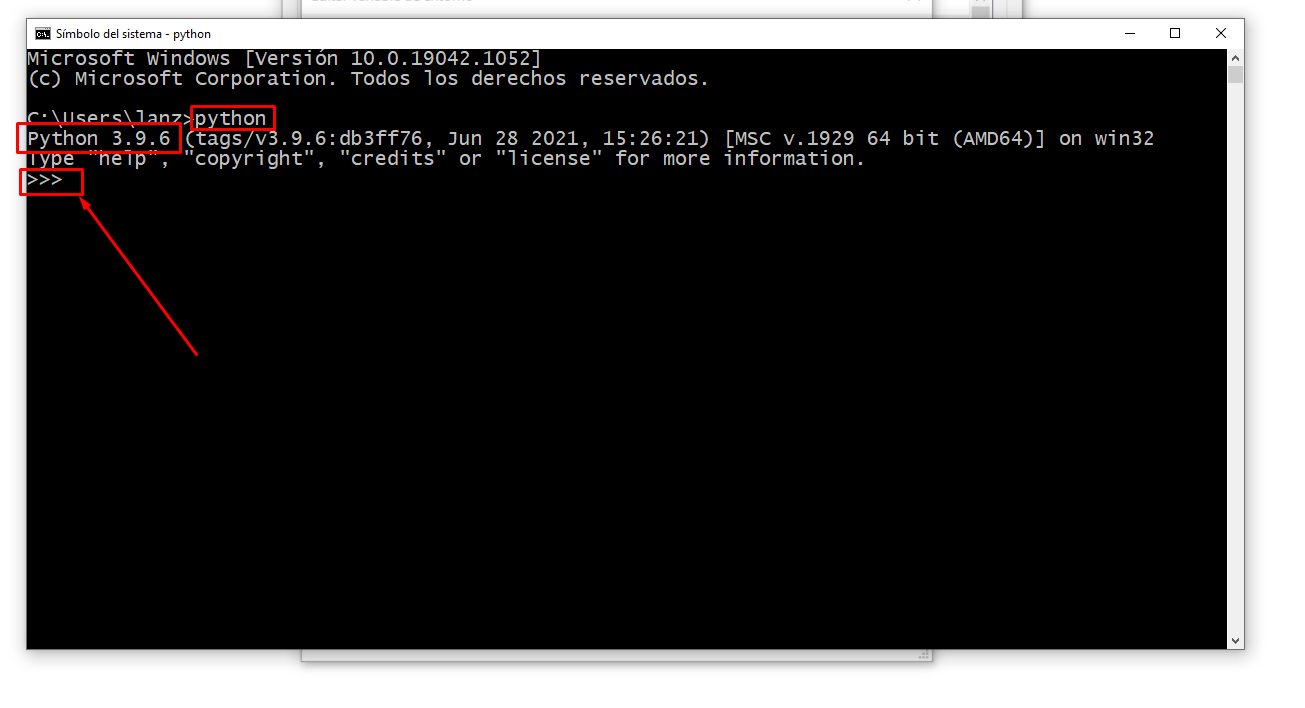 Símbolo del sistema - python
Microsoft Windows [Versión 10.0.19042.1052]
(c) Microsoft Corporation. Todos los derechos reservados.
C:\Users\lanz>python
Python 3.9.6 (tags/v3.9.6:db3ff76, Jun 28 2021, 15:26:21) [MSC v.1929 64 bit (AMD64)] on win32
Type "help", "copyright", "credits" or "license" for more information.
>>>